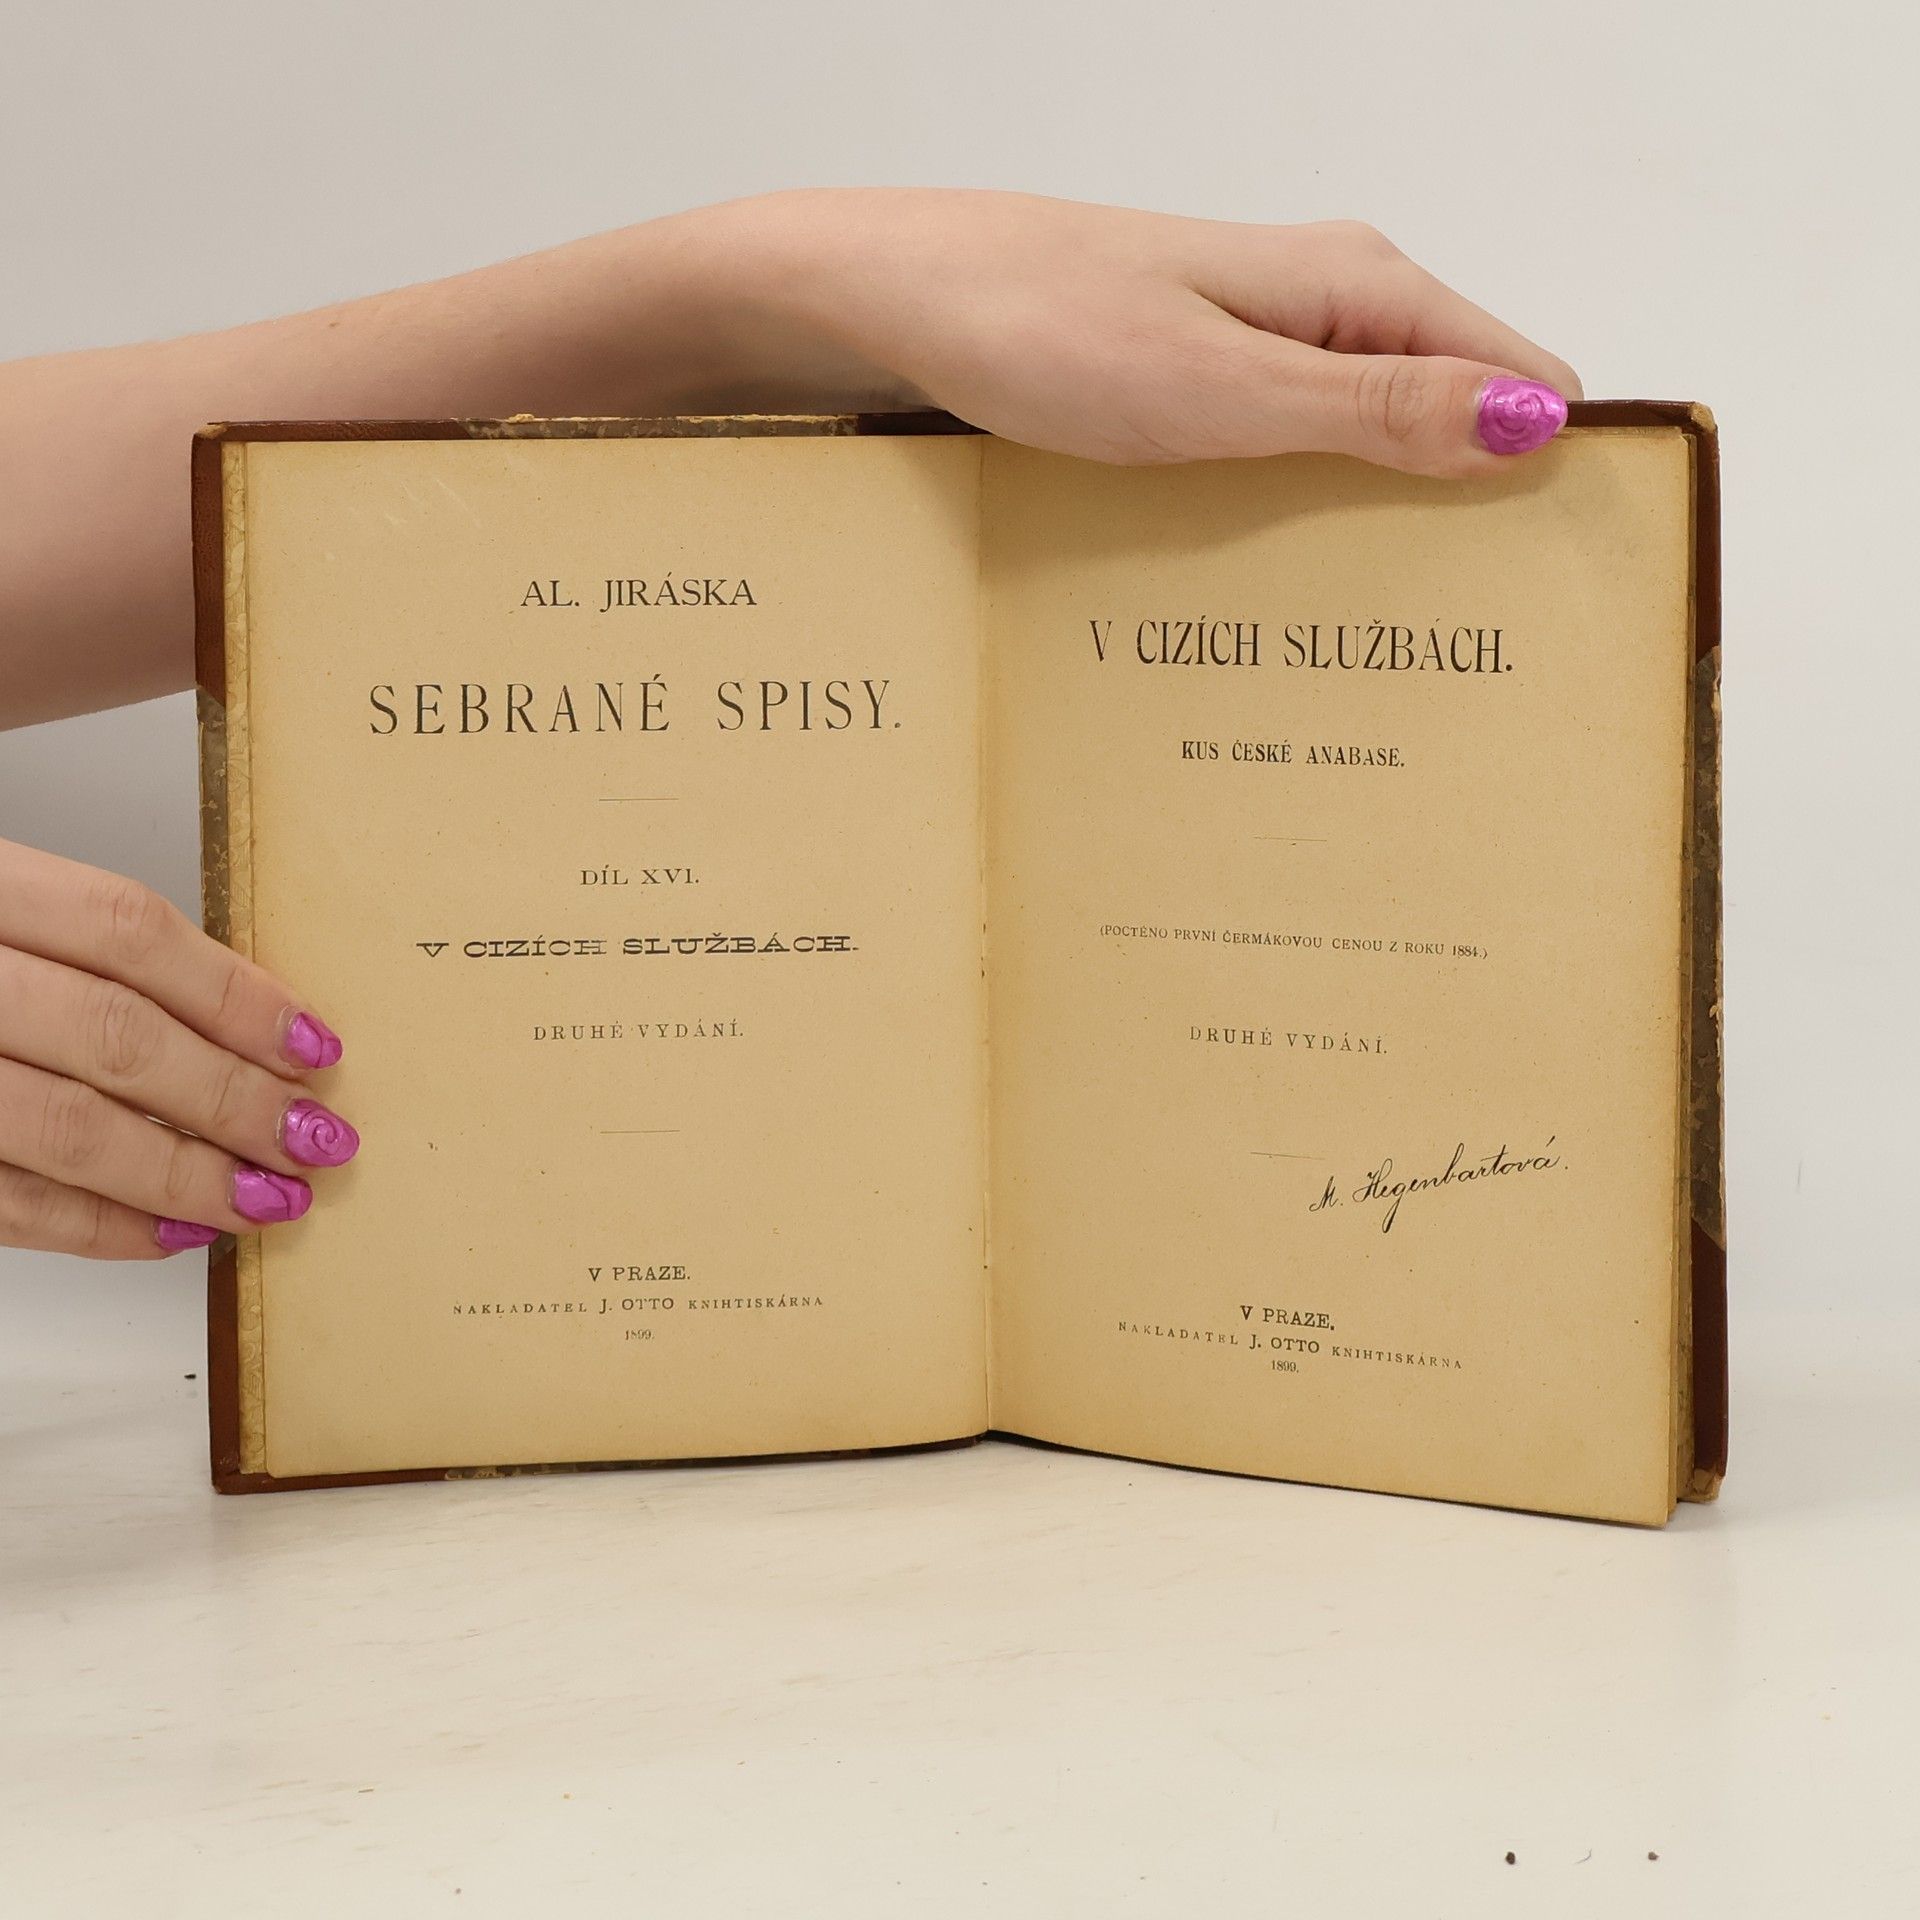 AL. JIRÁSKA
SEBRANÉ SPISY.
DÍL XVI.
V CIZÍCH SLUŽBÁCH.
DRUHÉ VYDÁNÍ.
V PRAZE.
NAKLADATEL J. OTTO KNIHTISKÁRNA
1899.
V CIZÍCH SLUŽBÁCH.
KUS ČESKÉ ANABASE.
(POCTĚNO PRVNÍ ČERMÁKOVOU CENOU Z ROKU 1884.)
DRUHÉ VYDÁNÍ.
M. Hegenbartová.
V PRAZE.
NAKLADATEL J. OTTO KNIHTISKÁRNA
1899.